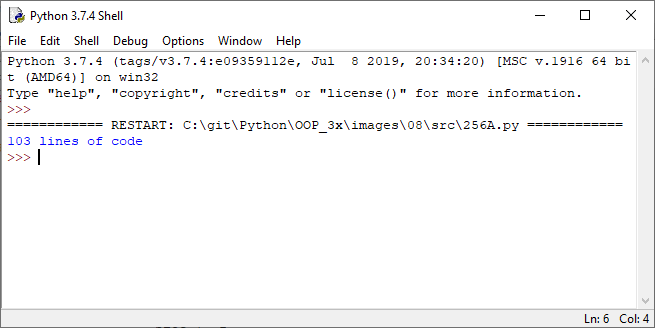 Python 3.7.4 Shell
File Edit Shell Debug Options Window Help
Python 3.7.4 (tags/v3.7.4:e09359112e, Jul  8 2019, 20:34:20) [MSC v.1916 64 bi
t (AMD64)] on win32
Type "help", "copyright", "credits" or "license()" for more information.
>>>
============ RESTART: C:\git\Python\OOP_3x\images\08\src\256A.py ============
103 lines of code
>>>
Ln: 6 Col: 4